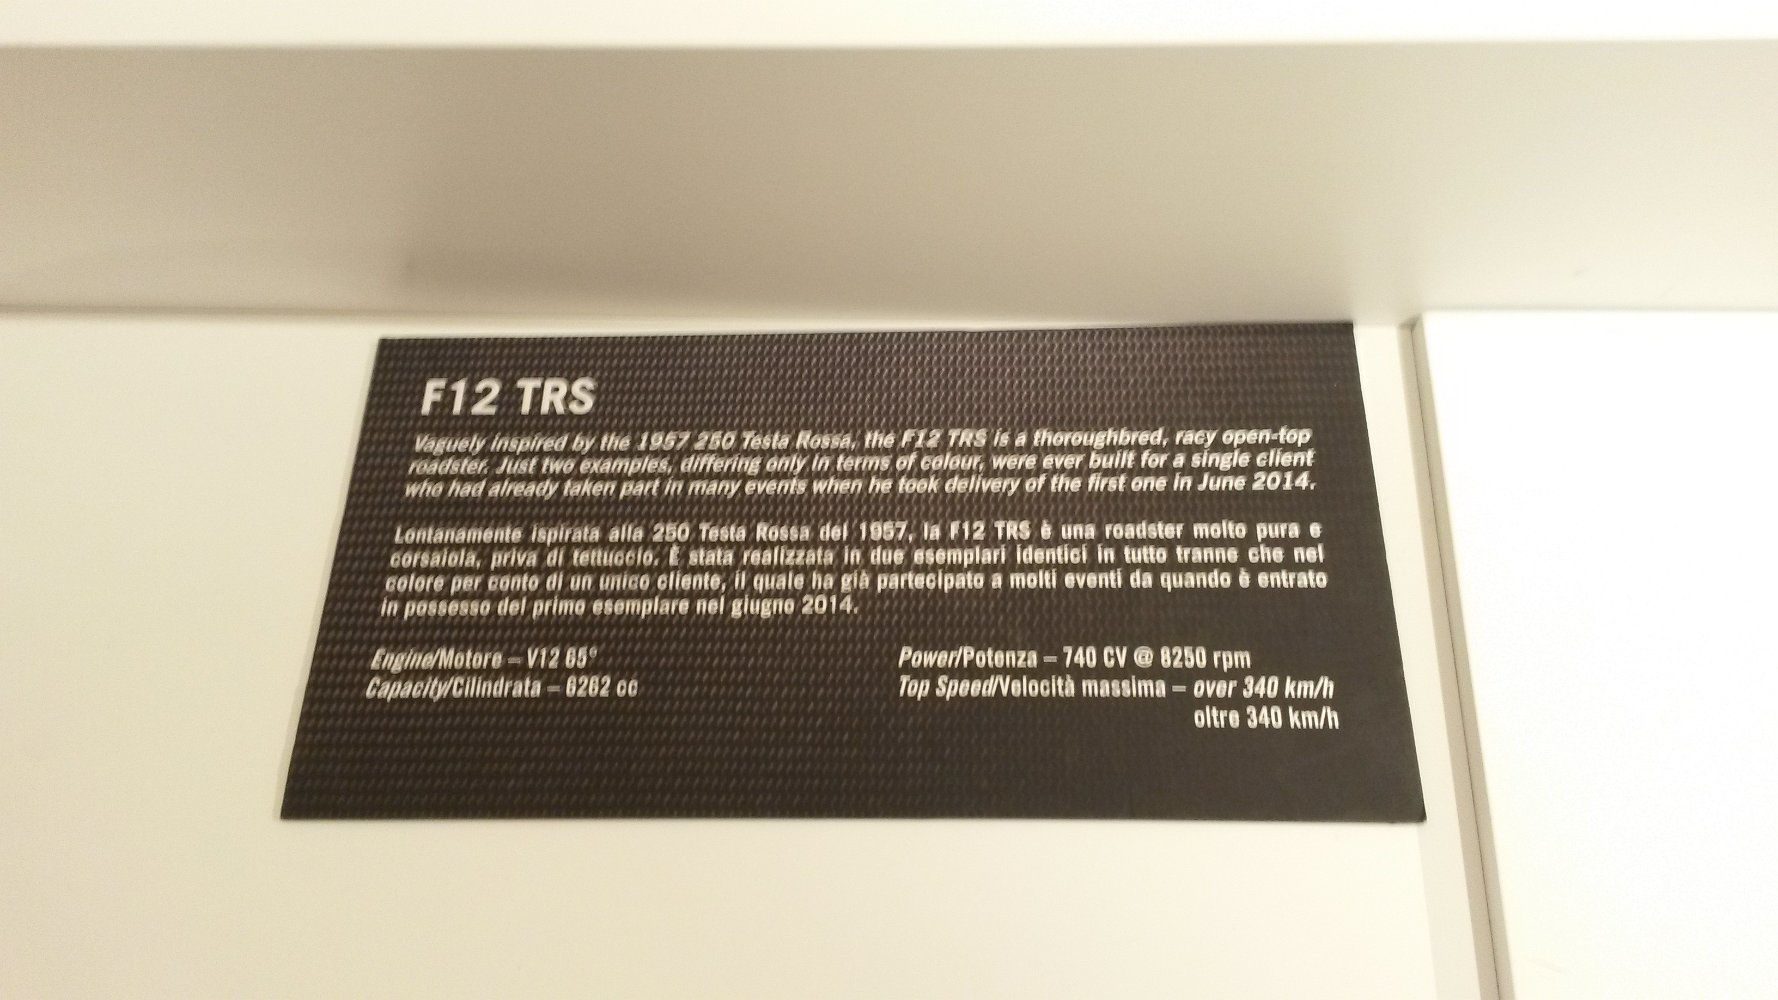 F12 TRS
Vaguely inspired by the 1957 250 Testa Rossa, the F12 TRS is a thoroughbred, racy open-top
roadster. Just two examples, differing only in terms of colour, were ever built for a single client
who had already taken part in many events when he took delivery of the first one in June 2014.
Lontanamente ispirata alla 250 Testa Rossa del 1957, la F12 TRS è una roadster molto pura e
corsaiola, priva di tettuccio. È stata realizzata in due esemplari identici in tutto tranne che nel
colore per conto di un unico cliente, il quale ha già partecipato a molti eventi da quando è entrato
in possesso del primo esemplare nel giugno 2014.
Engine/Motore – V12 65°
Capacity/Cilindrata – 6262 cc
Power/Potenza – 740 CV @ 8250 rpm
Top Speed/Velocità massima – over 340 km/h
oltre 340 km/h